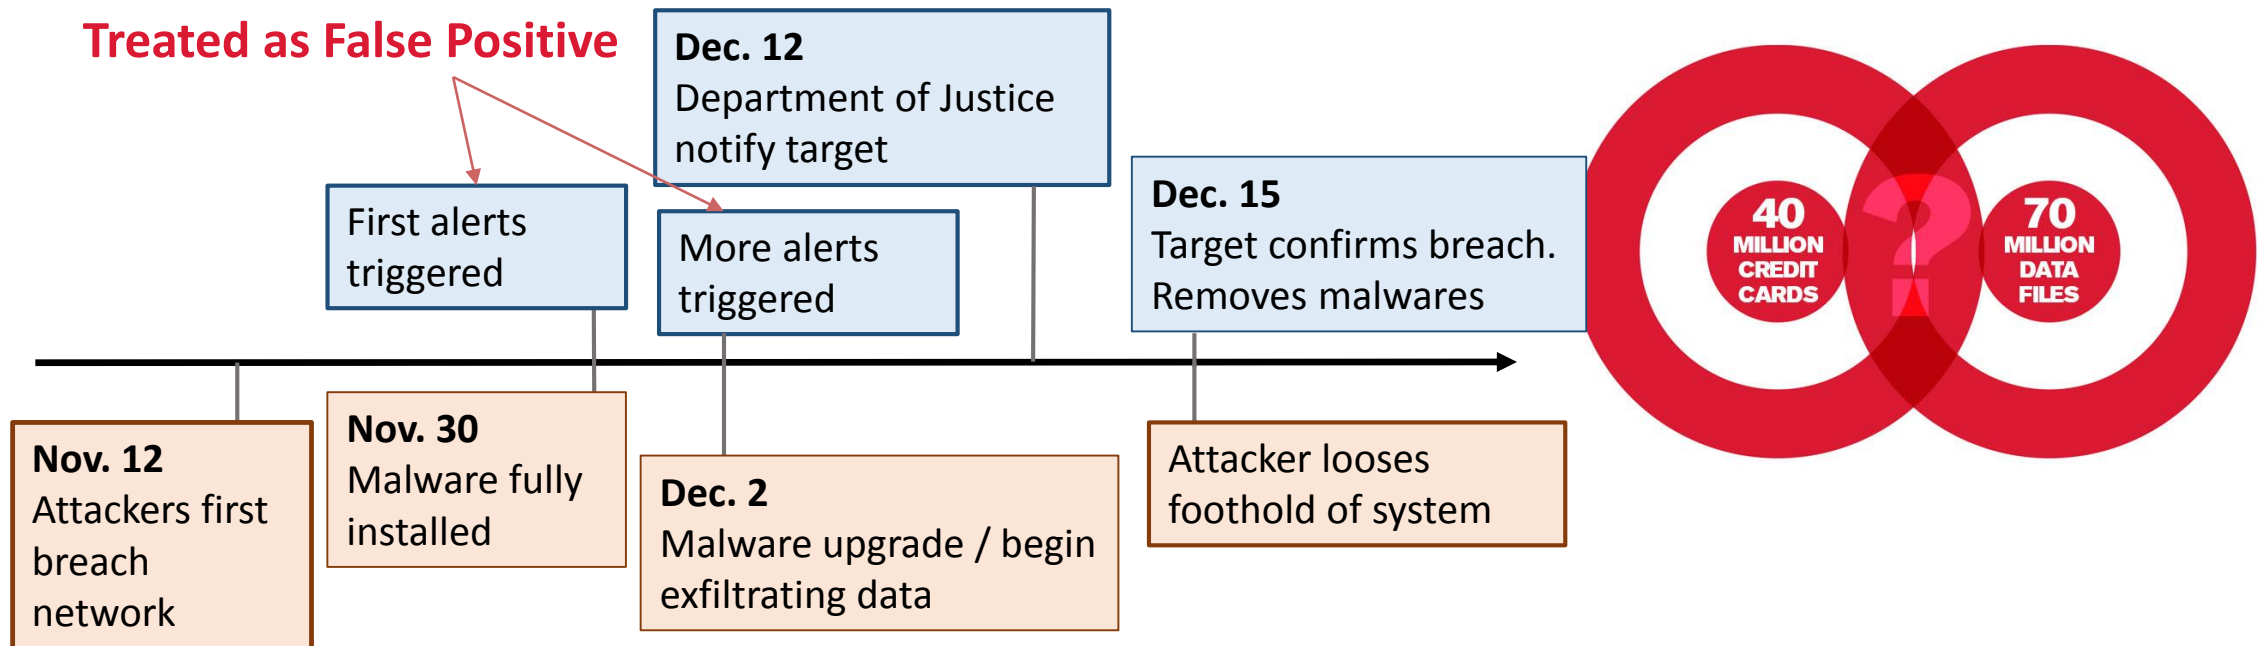 Treated as False Positive
Dec. 12
Department of Justice
notify target
First alerts
triggered
More alerts
triggered
Dec. 15
Target confirms breach.
Removes malwares
40
MILLION
CREDIT
CARDS
?
70
MILLION
DATA
FILES
Nov. 12
Attackers first
breach
network
Nov. 30
Malware fully
installed
Dec. 2
Malware upgrade / begin
exfiltrating data
Attacker looses
foothold of system